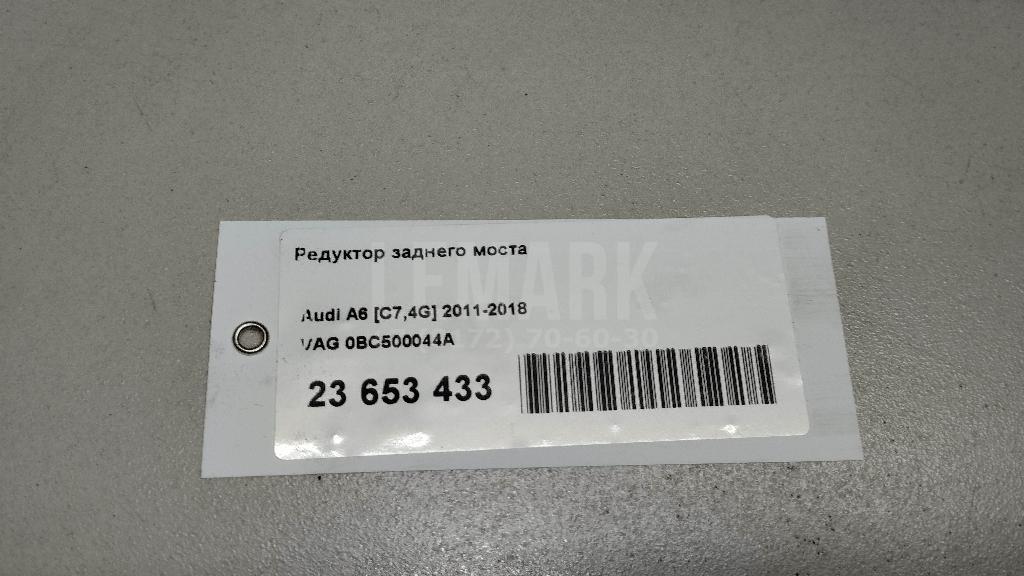 Редуктор заднего моста
LEMARK
Audi A6 [C7,4G] 2011-2018
VAG 0BC500044A
72) 70-60-30
23 653 433